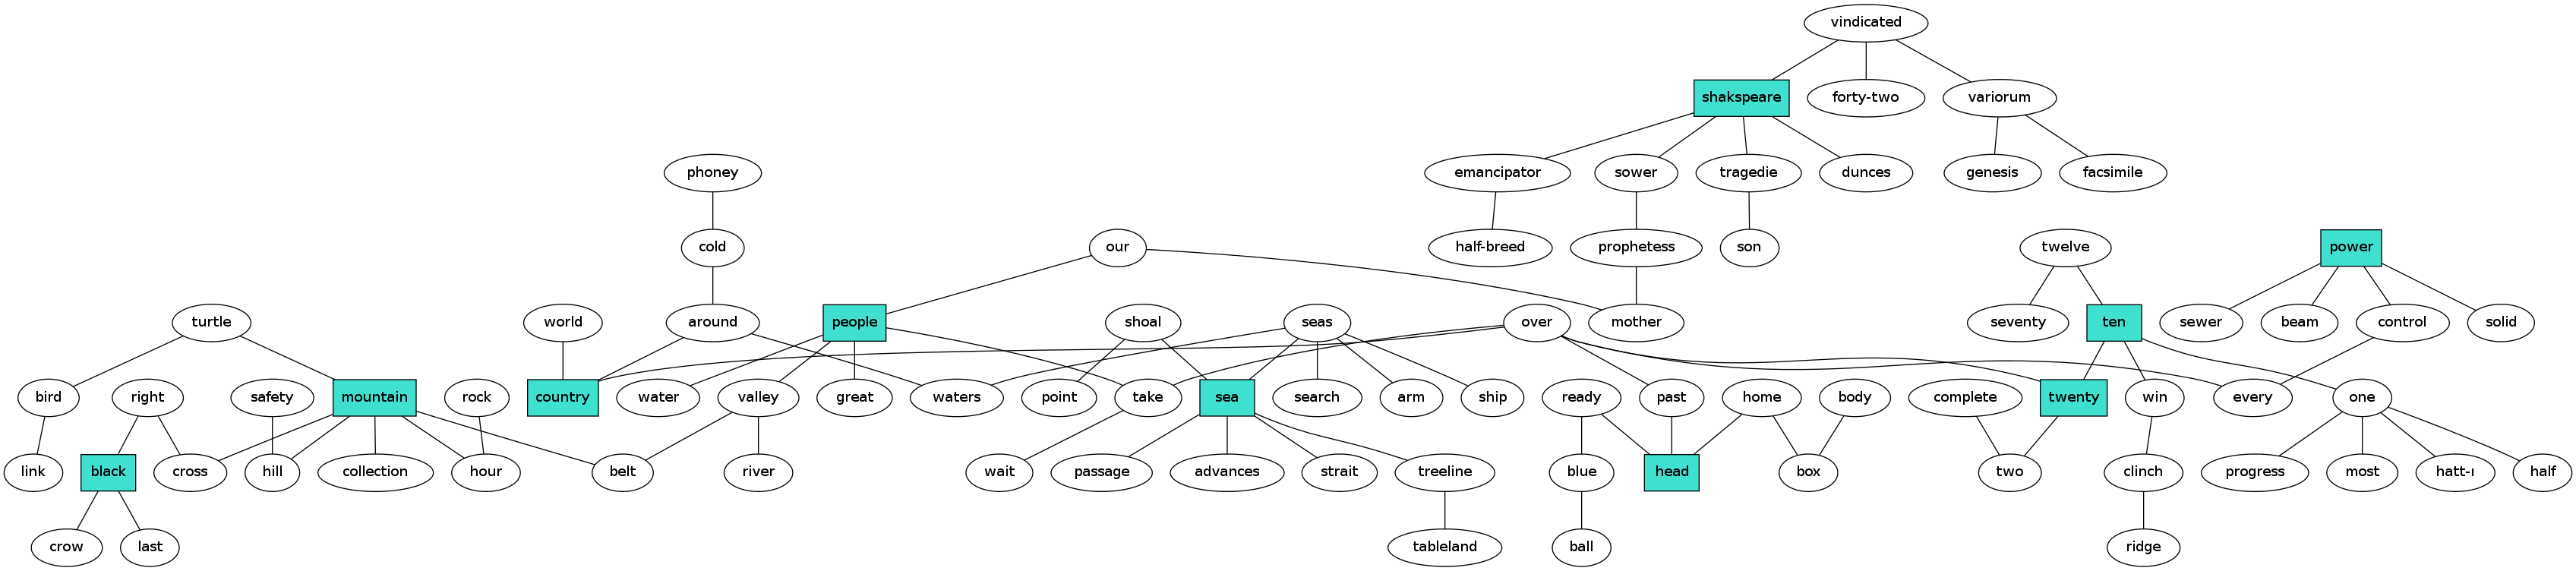 vindicated
shakspeare forty-two variorum
phoney emancipator sower tragedie dunces genesis facsimile
cold our half-breed prophetess son twelve power
turtle world around people shoal seas over mother seventy ten sewer beam control solid
bird right safety mountain rock country water valley great waters point take sea search arm ship ready past home body complete twenty win every one
link black cross hill collection hour belt river wait passage advances strait treeline blue head box two clinch progress most hatt-ı half
crow last tableland ball ridge